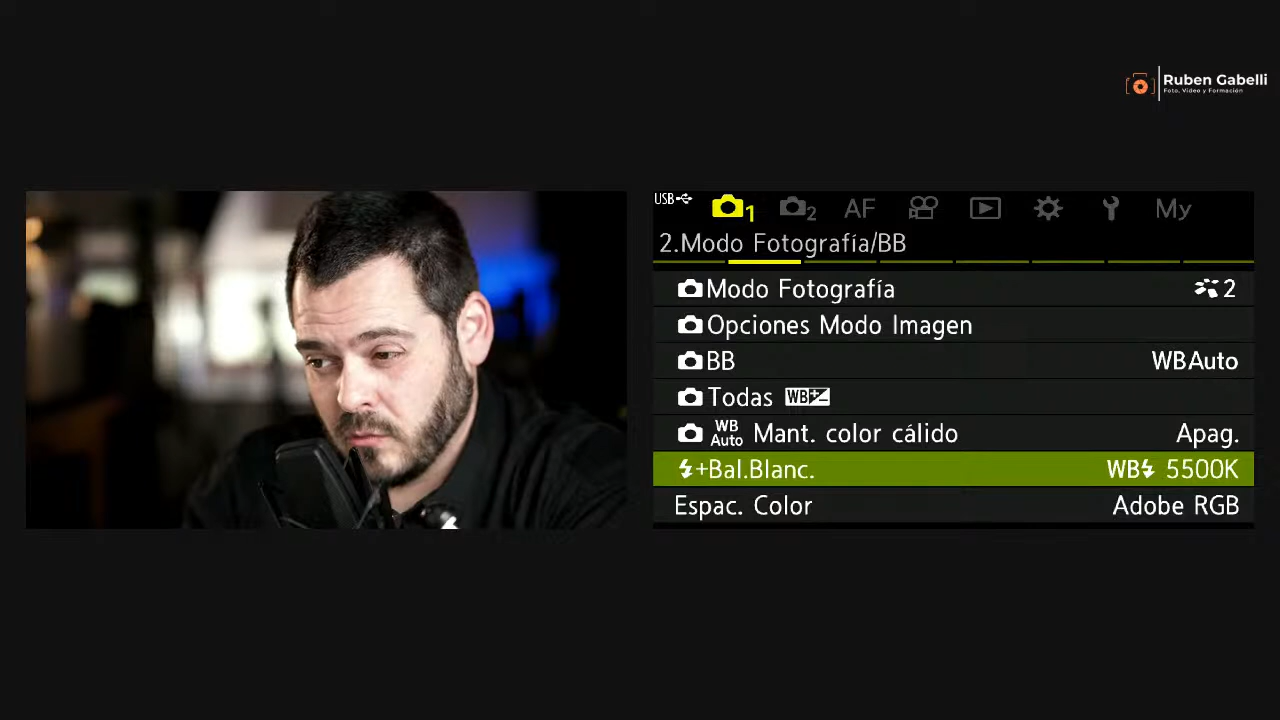 Ruben Gabelli
Foto, Vídeo y Formación
USB
1 2 AF My
2.Modo Fotografía/BB
Modo Fotografía 2
Opciones Modo Imagen
BB WBAuto
Todas WB+-
WB Auto Mant. color cálido Apag.
+Bal.Blanc. WB 5500K
Espac. Color Adobe RGB